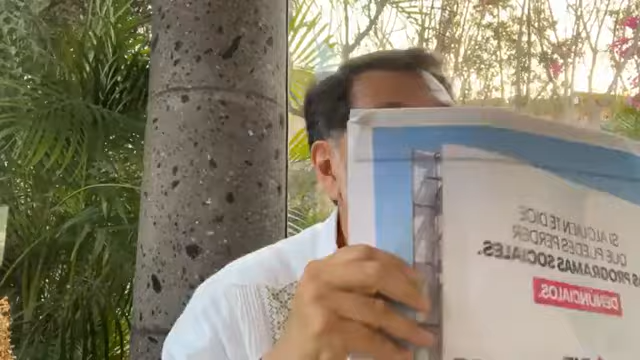 SI ALGUIEN TE DICE
QUE PUEDES PERDER
PROGRAMAS SOCIALES.
DENÚNCIALOS.